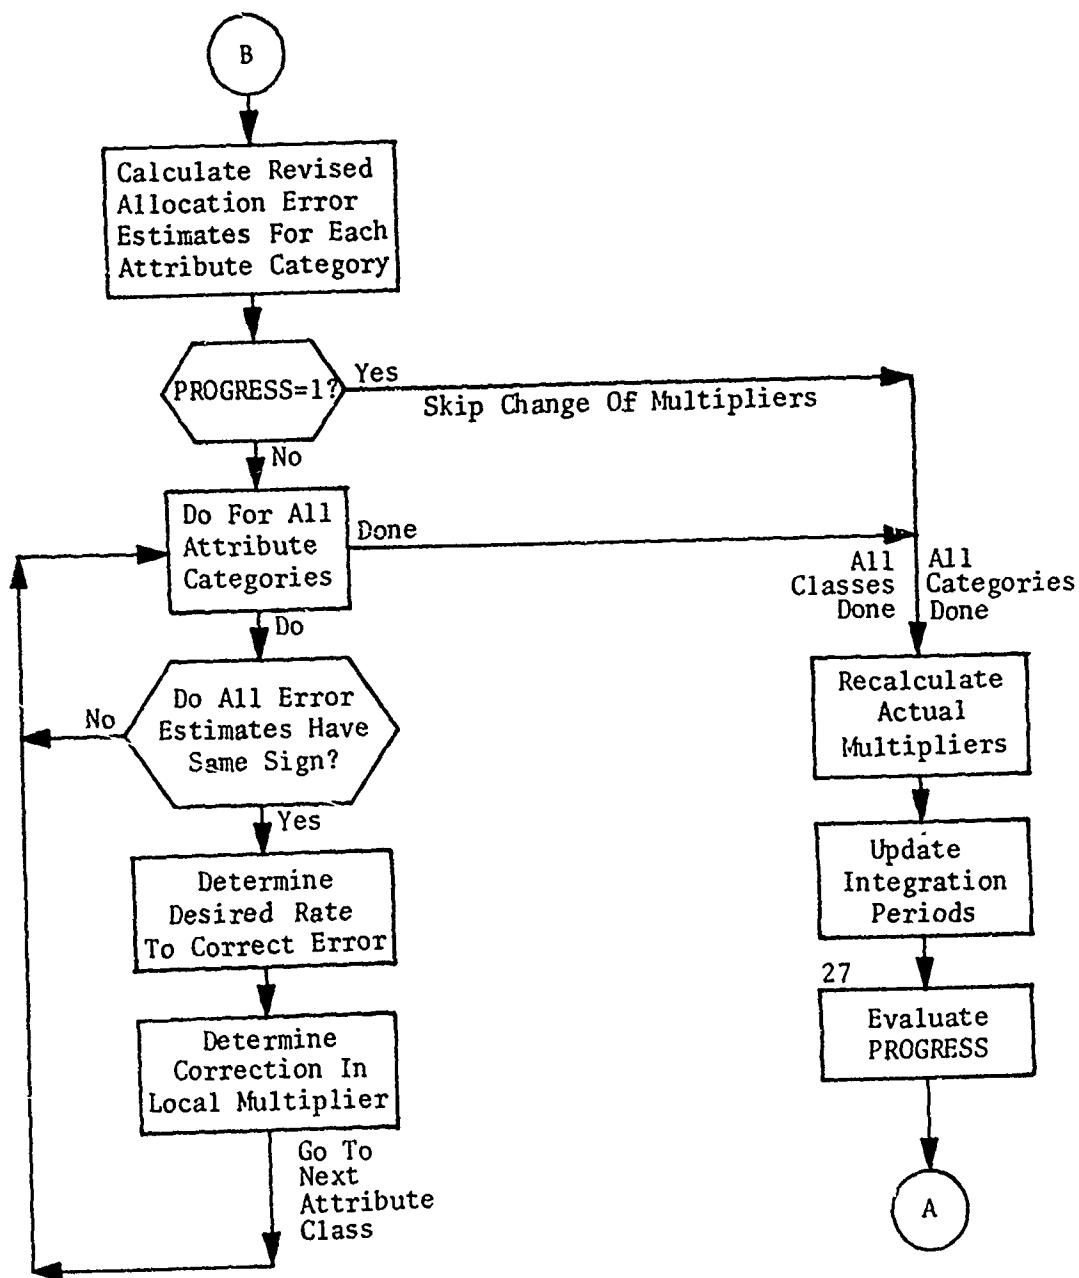 B
Calculate Revised
Allocation Error
Estimates For Each
Attribute Category
PROGRESS=1?
Yes
Skip Change Of Multipliers
No
Do For All
Attribute
Categories
Done
Do
Do All Error
Estimates Have
Same Sign?
No
Yes
Determine
Desired Rate
To Correct Error
Determine
Correction In
Local Multiplier
Go To
Next
Attribute
Class
All
Classes
Done
All
Categories
Done
Recalculate
Actual
Multipliers
Update
Integration
Periods
27
Evaluate
PROGRESS
A